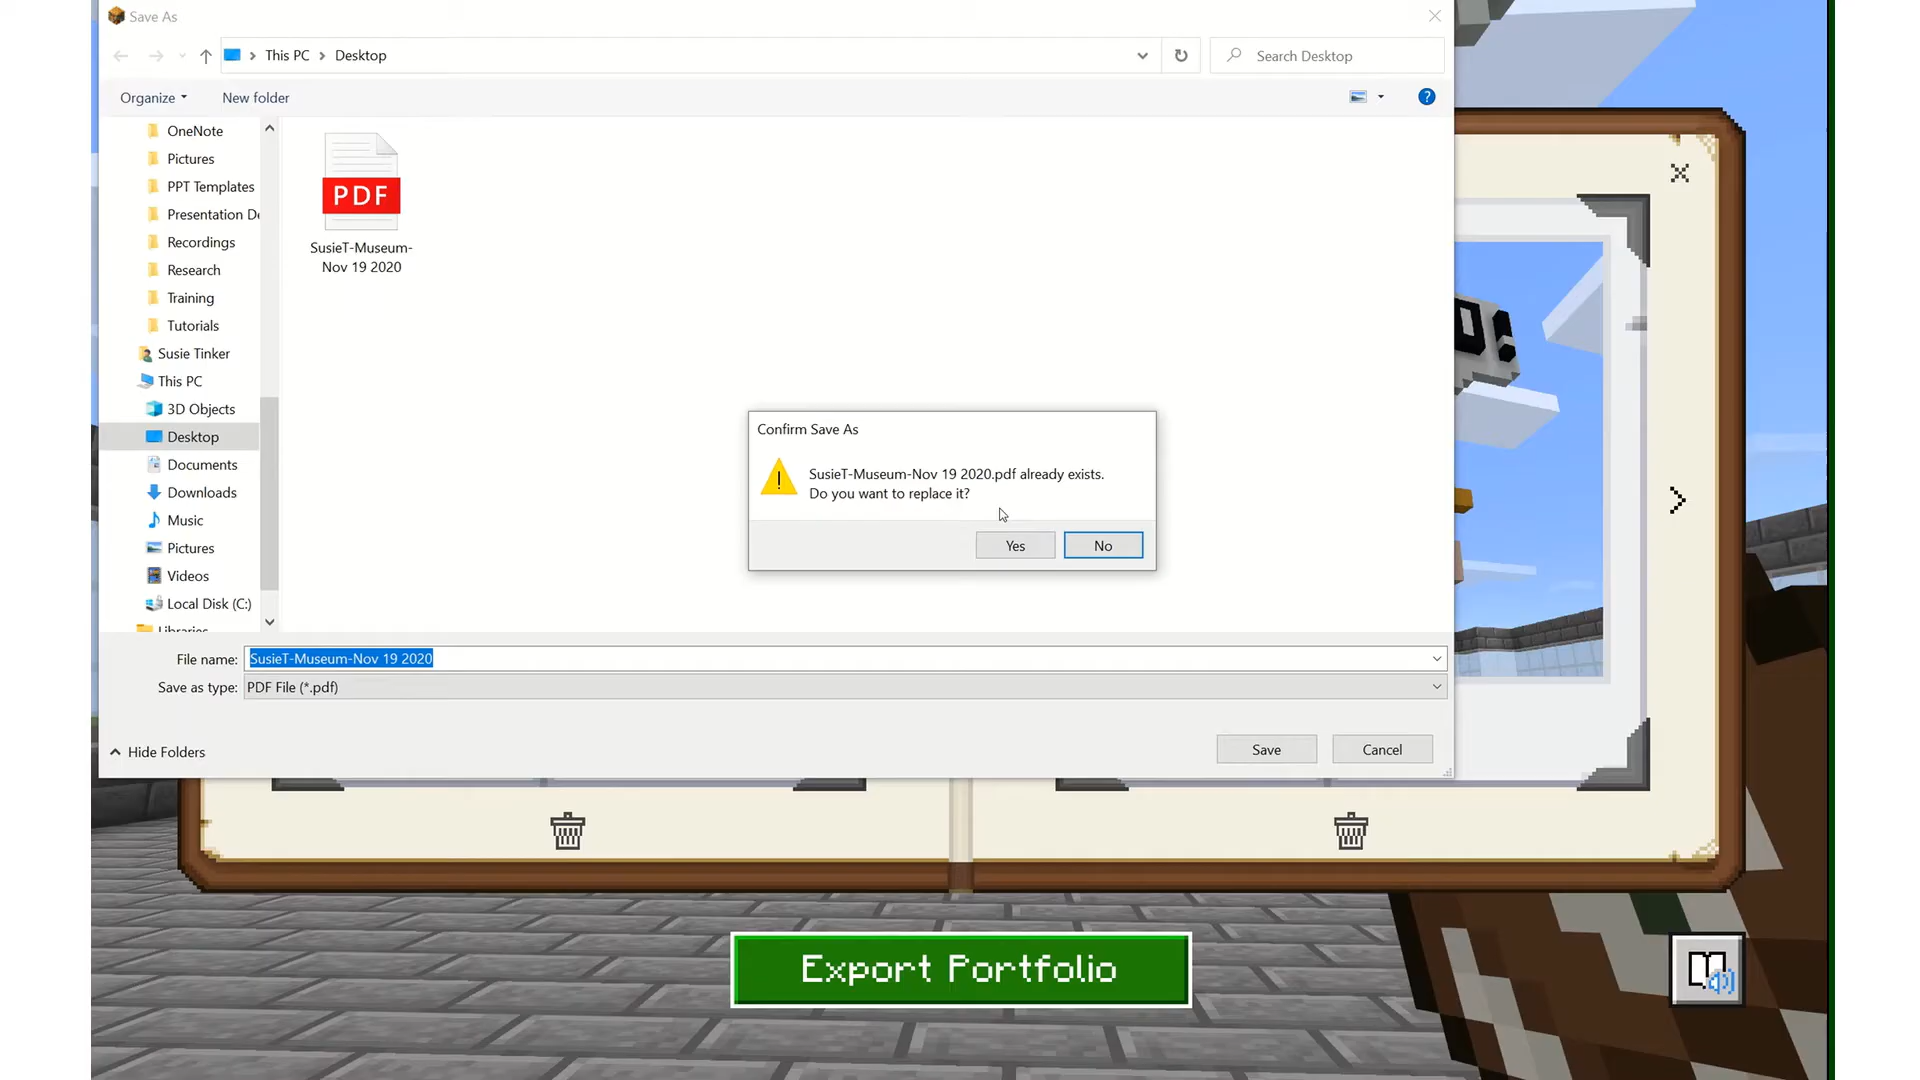 Save As
This PC
Desktop
Search Desktop
Organize
New folder
?
OneNote
Pictures
PPT Templates
Presentation De
Recordings
Research
Training
Tutorials
Susie Tinker
This PC
3D Objects
Desktop
Documents
Downloads
Music
Pictures
Videos
Local Disk (C:)
Libraries
PDF
SusieT-Museum-
Nov 19 2020
Confirm Save As
SusieT-Museum-Nov 19 2020.pdf already exists.
Do you want to replace it?
Yes
No
File name:
SusieT-Museum-Nov 19 2020
Save as type:
PDF File (*.pdf)
Hide Folders
Save
Cancel
Export Portfolio